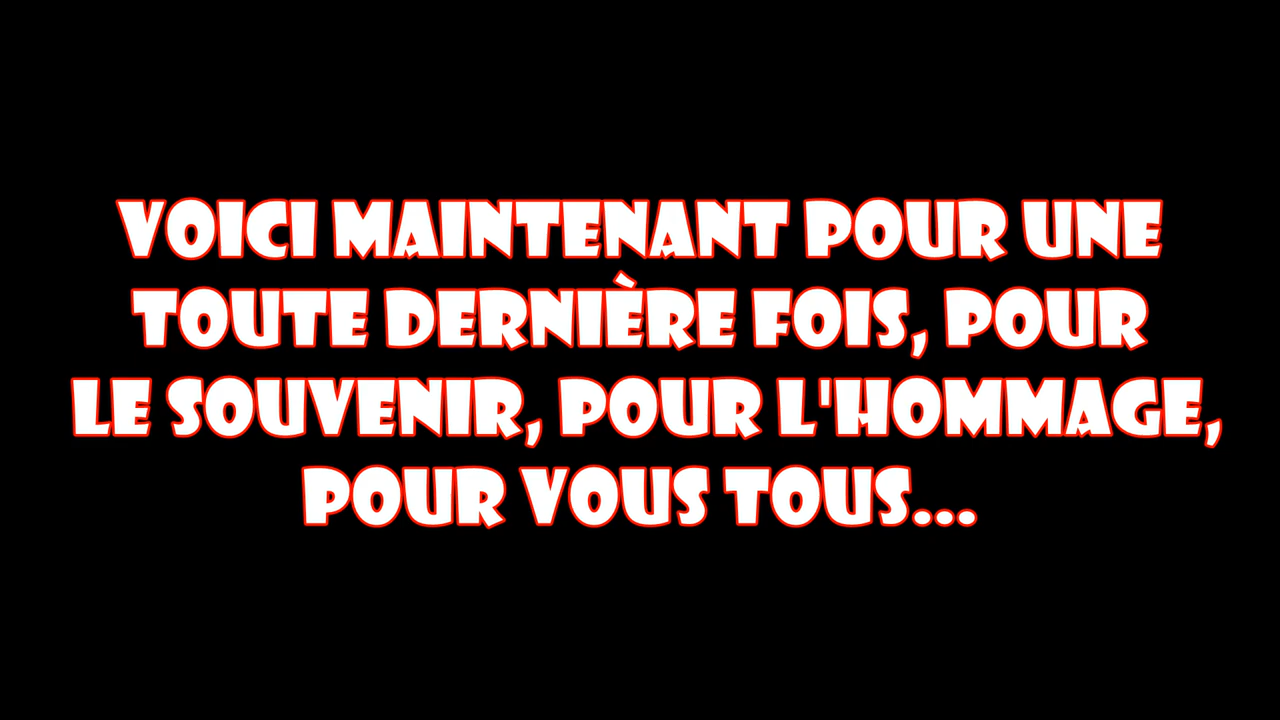 VOICI MAINTENANT POUR UNE
TOUTE DERNIÈRE FOIS, POUR
LE SOUVENIR, POUR L'HOMMAGE,
POUR VOUS TOUS...